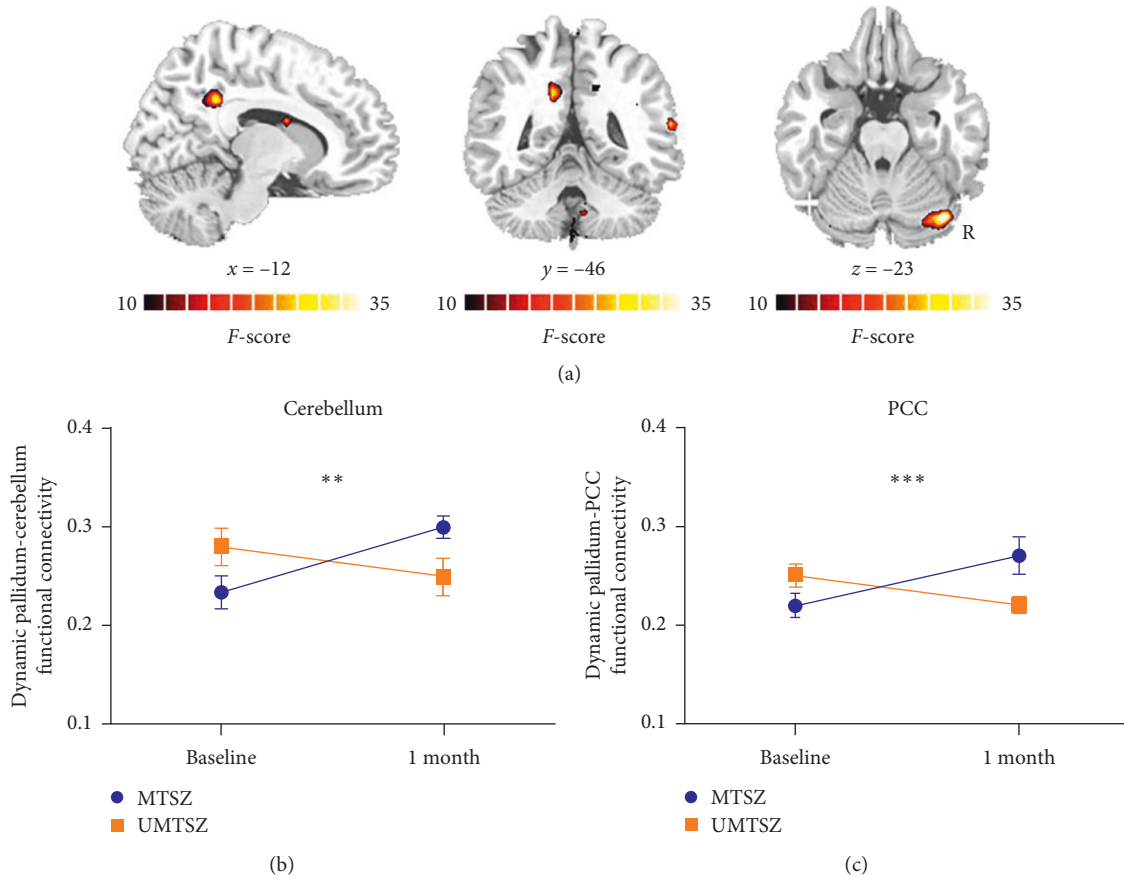 R
x = –12
y = –46
z = –23
10 35
10 35
10 35
F-score
F-score
F-score
(a)
Cerebellum
Dynamic pallidum-cerebellum
functional connectivity
0.4
0.3
0.2
0.1
**
Baseline 1 month
MTSZ
UMTSZ
(b)
PCC
Dynamic pallidum-PCC
functional connectivity
0.4
0.3
0.2
0.1
***
Baseline 1 month
MTSZ
UMTSZ
(c)